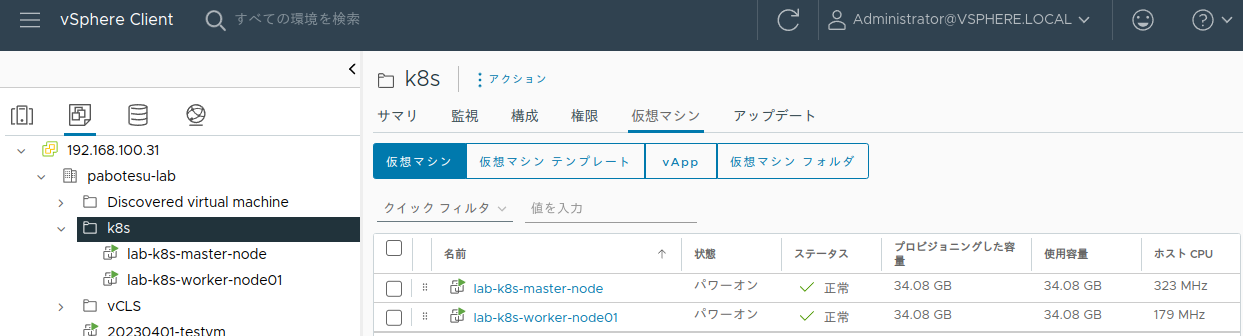 vSphere Client
すべての環境を検索
Administrator@VSPHERE.LOCAL
k8s
アクション
サマリ 監視 構成 権限 仮想マシン アップデート
192.168.100.31
pabotesu-lab
Discovered virtual machine
k8s
lab-k8s-master-node
lab-k8s-worker-node01
vCLS
20230401-testvm
仮想マシン 仮想マシン テンプレート vApp 仮想マシン フォルダ
クイック フィルタ 値を入力
名前 状態 ステータス プロビジョニングした容量 使用容量 ホスト CPU
lab-k8s-master-node パワーオン 正常 34.08 GB 34.08 GB 323 MHz
lab-k8s-worker-node01 パワーオン 正常 34.08 GB 34.08 GB 179 MHz